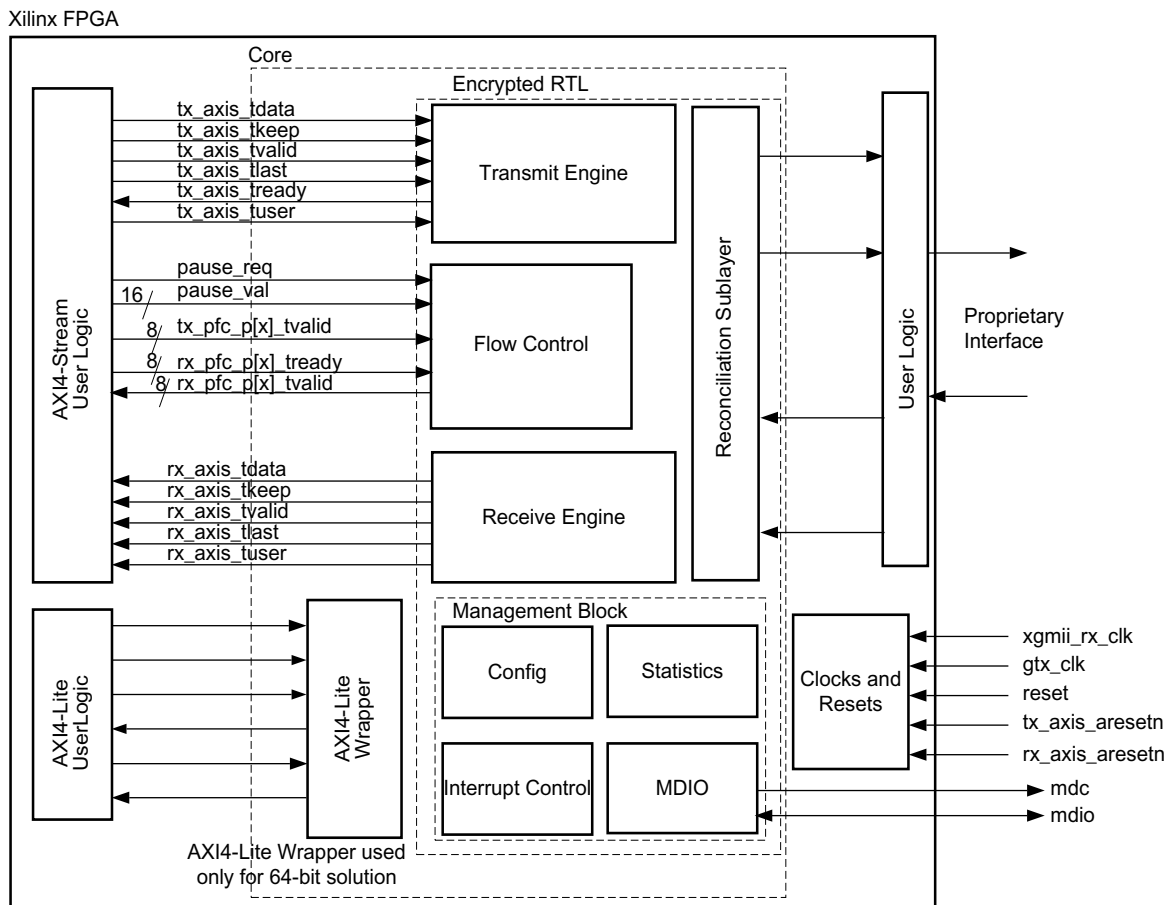 Xilinx FPGA
Core
Encrypted RTL
AXI4-Stream
User Logic
tx_axis_tdata
tx_axis_tkeep
tx_axis_tvalid
tx_axis_tlast
tx_axis_tready
tx_axis_tuser
Transmit Engine
pause_req
16
pause_val
8
tx_pfc_p[x]_tvalid
8
rx_pfc_p[x]_tready
8
rx_pfc_p[x]_tvalid
Flow Control
rx_axis_tdata
rx_axis_tkeep
rx_axis_tvalid
rx_axis_tlast
rx_axis_tuser
Receive Engine
Reconciliation Sublayer
User Logic
Proprietary
Interface
AXI4-Lite
UserLogic
AXI4-Lite
Wrapper
AXI4-Lite Wrapper used
only for 64-bit solution
Management Block
Config
Statistics
Interrupt Control
MDIO
Clocks and
Resets
xgmii_rx_clk
gtx_clk
reset
tx_axis_aresetn
rx_axis_aresetn
mdc
mdio